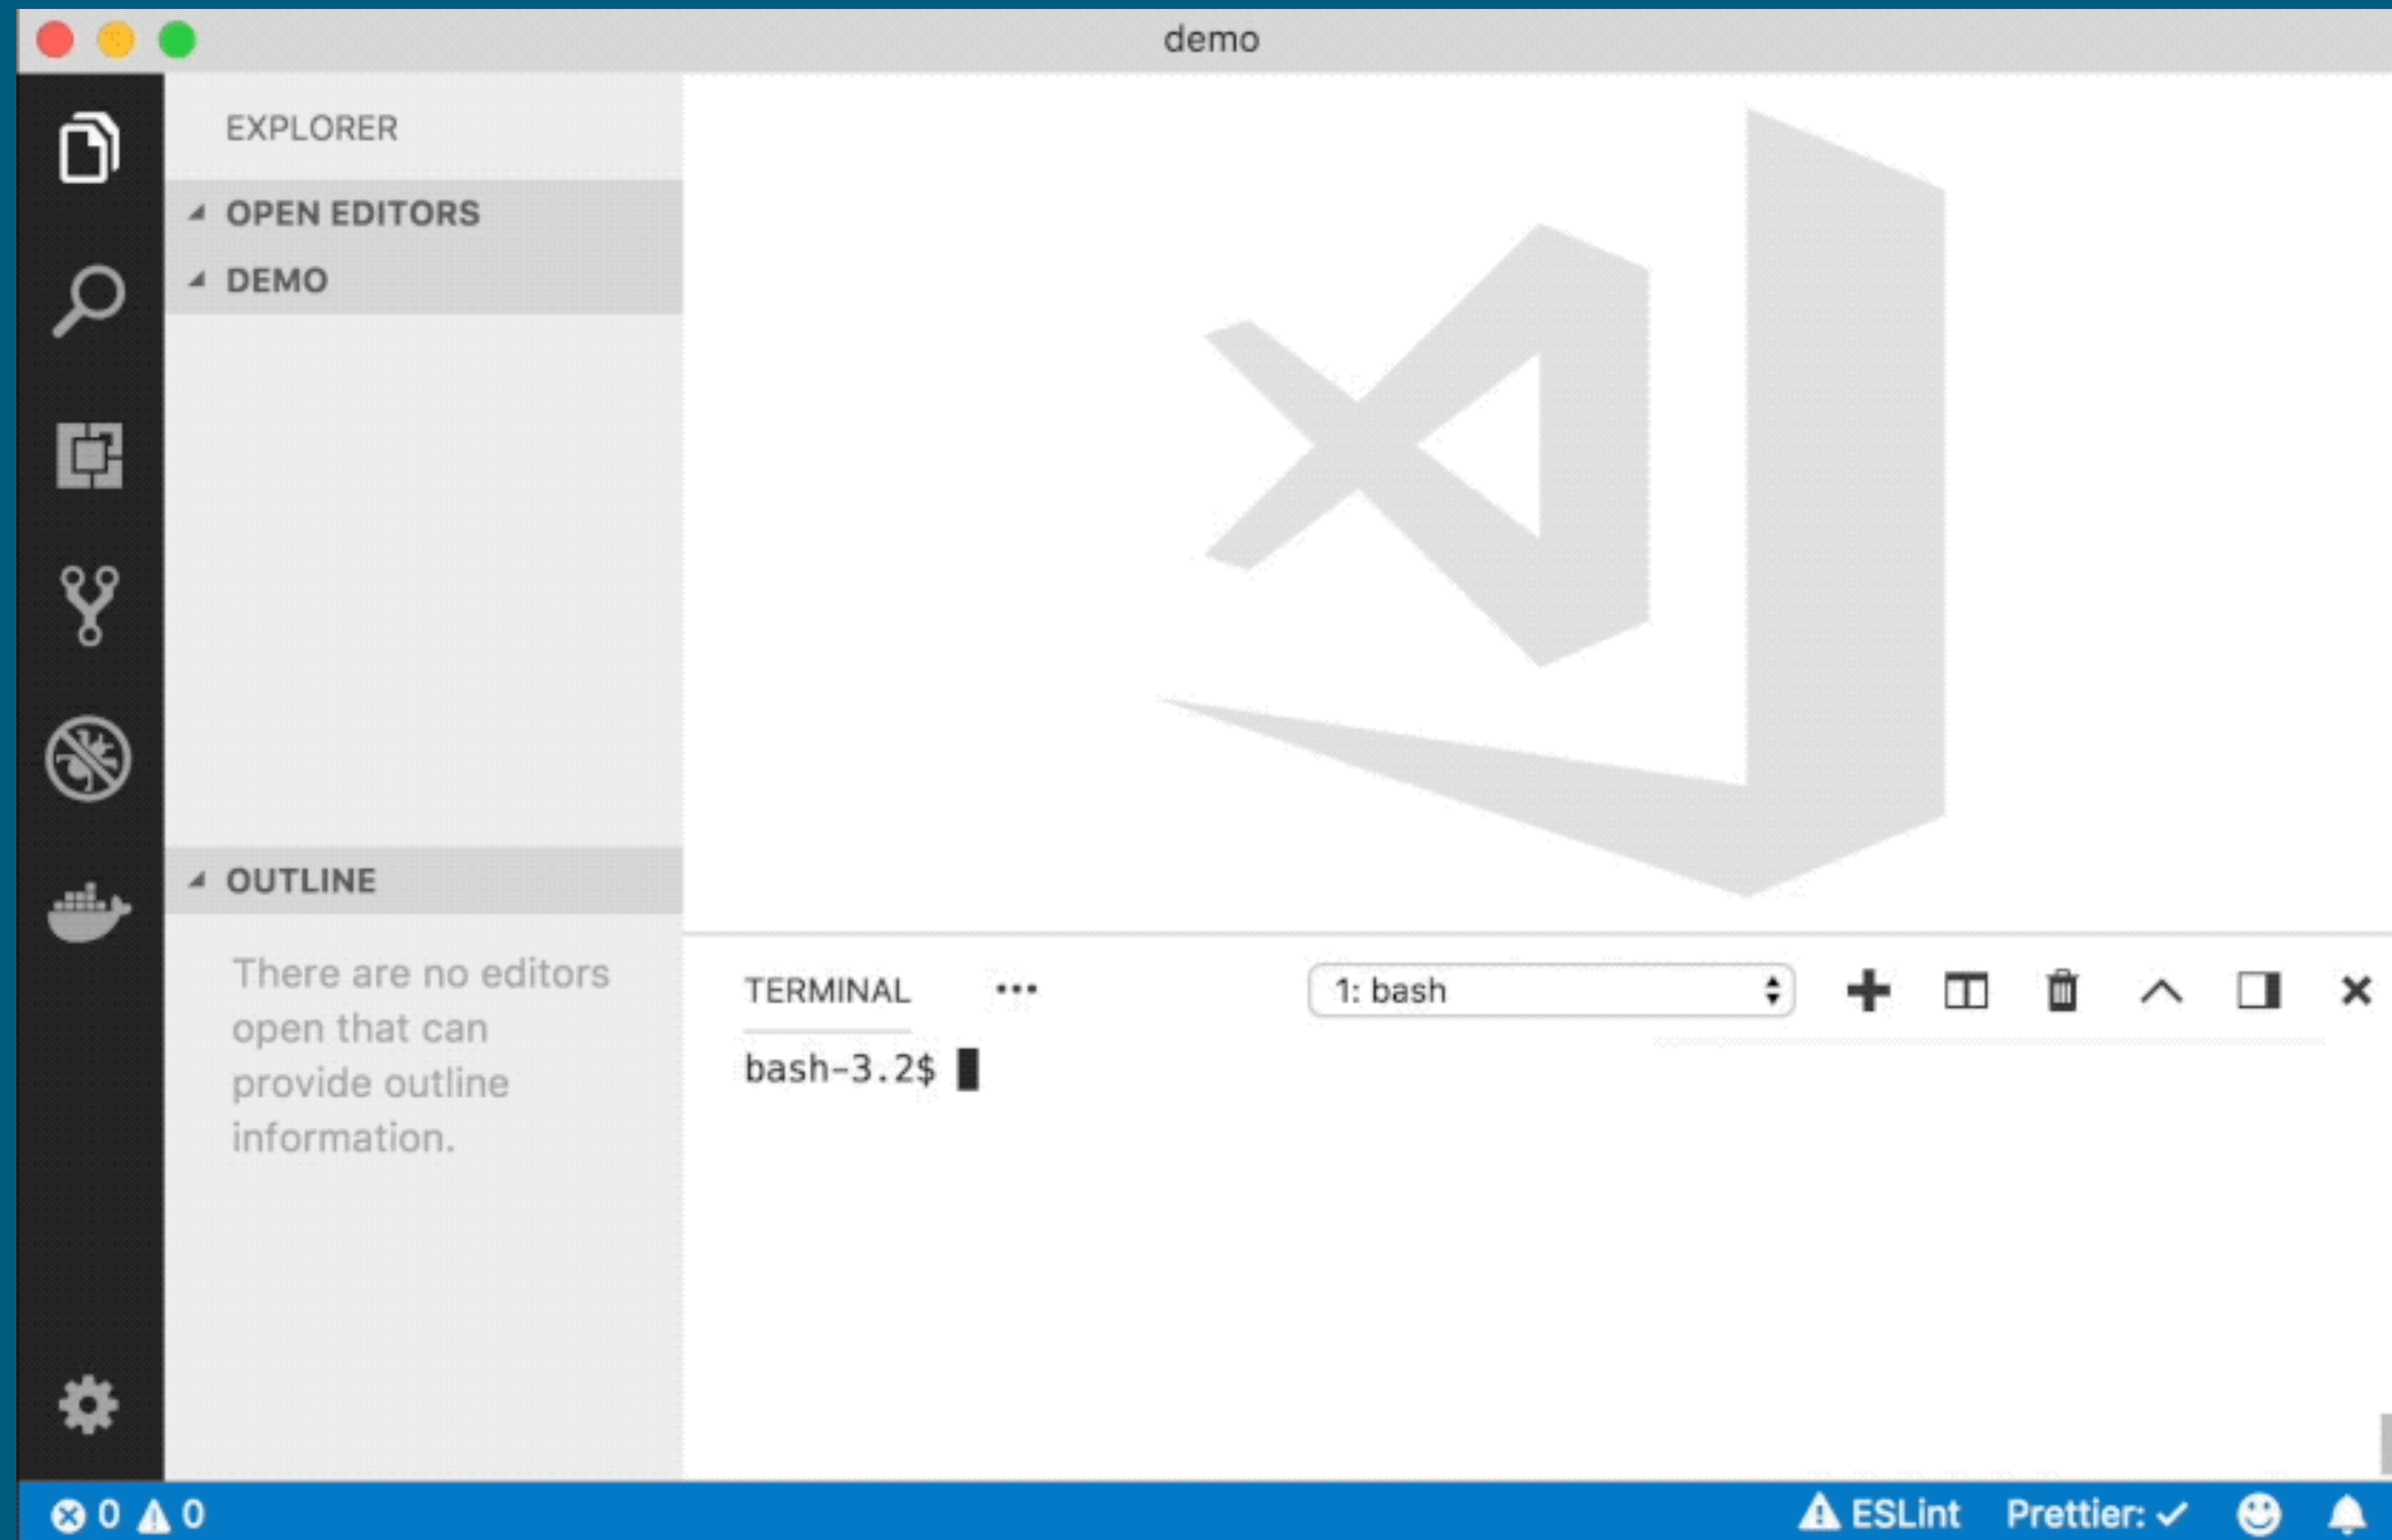 demo
EXPLORER
OPEN EDITORS
DEMO
OUTLINE
There are no editors
open that can
provide outline
information.
TERMINAL ••• 1: bash
bash-3.2$
0 0 ESLint Prettier: ✓